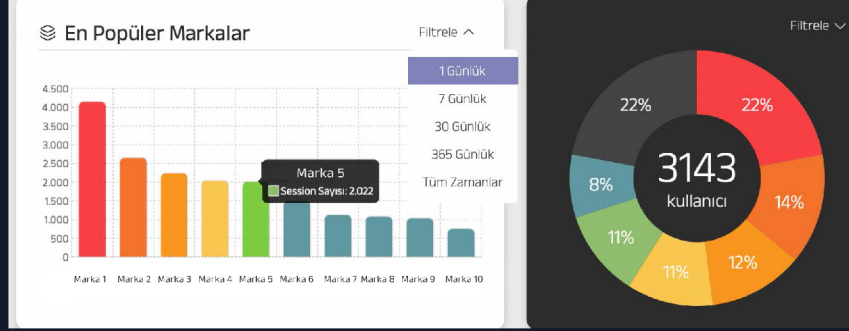 En Popüler Markalar
Filtrele
1 Günlük
7 Günlük
30 Günlük
365 Günlük
Tüm Zamanlar
4.500
4.000
3.500
3.000
2.500
2.000
1.500
1.000
500
0
Marka 5
Session Sayısı: 2.022
Marka 1 Marka 2 Marka 3 Marka 4 Marka 5 Marka 6 Marka 7 Marka 8 Marka 9 Marka 10
Filtrele
22%
22%
14%
12%
11%
11%
8%
3143
kullanıcı